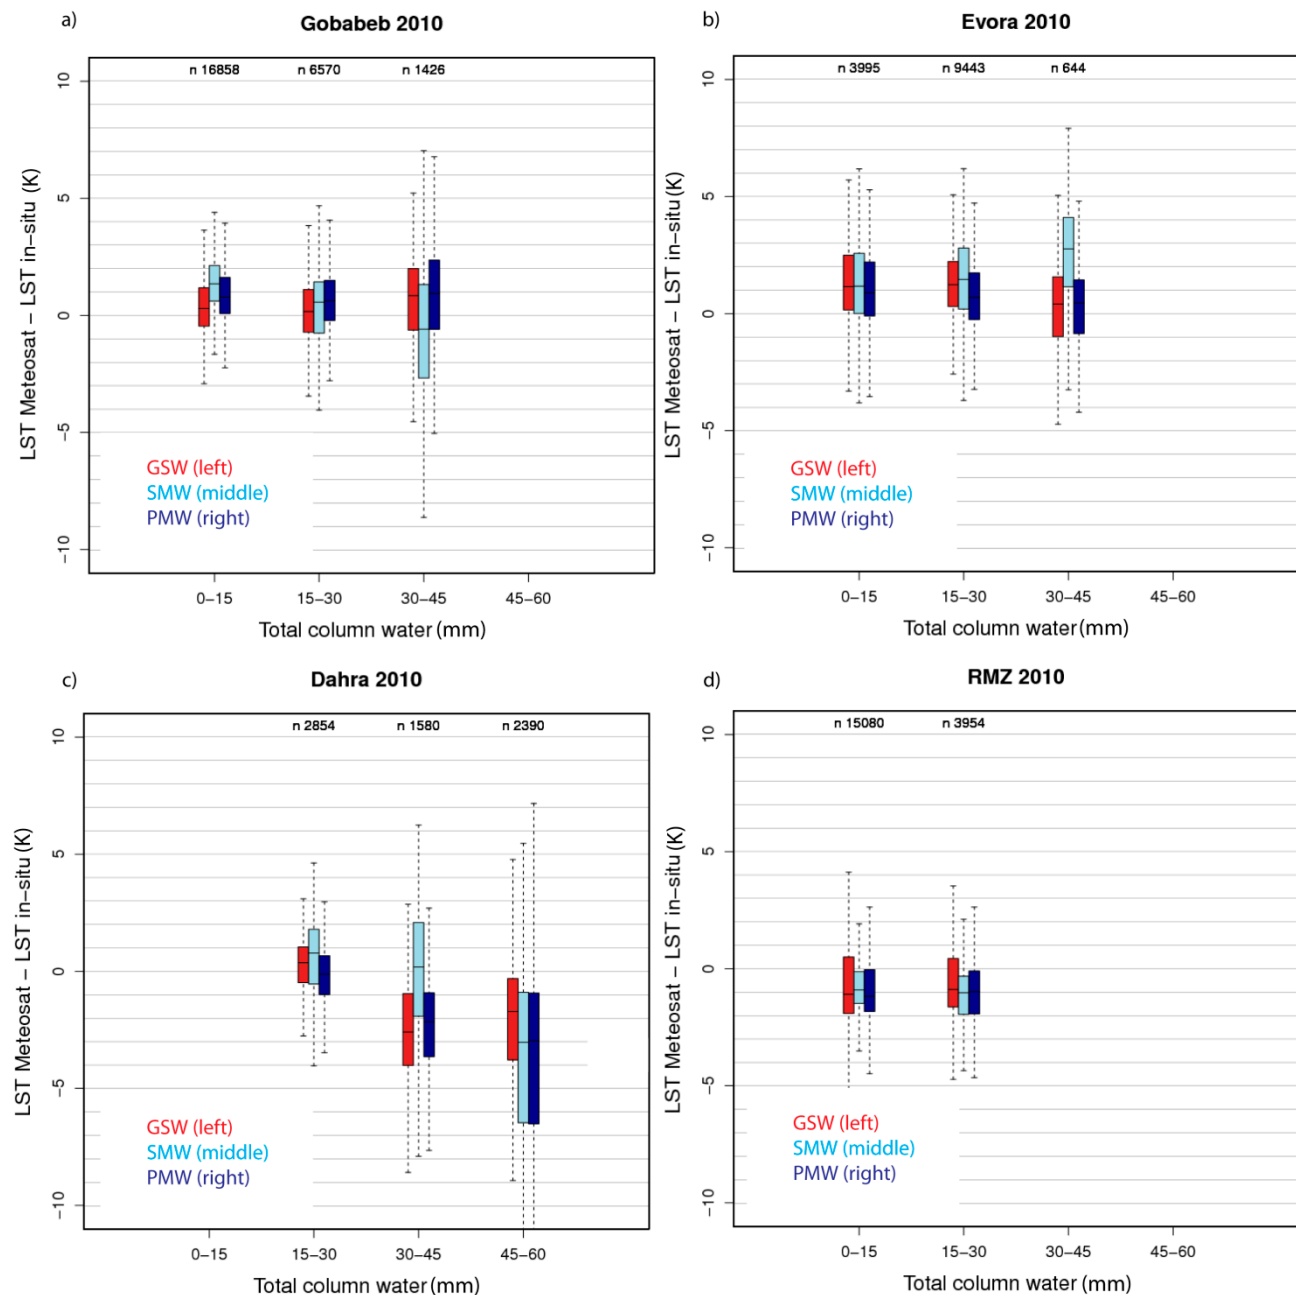 a)
Gobabeb 2010
n 16858 n 6570 n 1426
10
5
0
−5
−10
LST Meteosat − LST in−situ (K)
GSW (left)
SMW (middle)
PMW (right)
0−15 15−30 30−45 45−60
Total column water (mm)
b)
Evora 2010
n 3995 n 9443 n 644
10
5
0
−5
−10
LST Meteosat − LST in−situ (K)
GSW (left)
SMW (middle)
PMW (right)
0−15 15−30 30−45 45−60
Total column water (mm)
c)
Dahra 2010
n 2854 n 1580 n 2390
10
5
0
−5
−10
LST Meteosat − LST in−situ (K)
GSW (left)
SMW (middle)
PMW (right)
0−15 15−30 30−45 45−60
Total column water (mm)
d)
RMZ 2010
n 15080 n 3954
10
5
0
−5
−10
LST Meteosat − LST in−situ (K)
GSW (left)
SMW (middle)
PMW (right)
0−15 15−30 30−45 45−60
Total column water (mm)